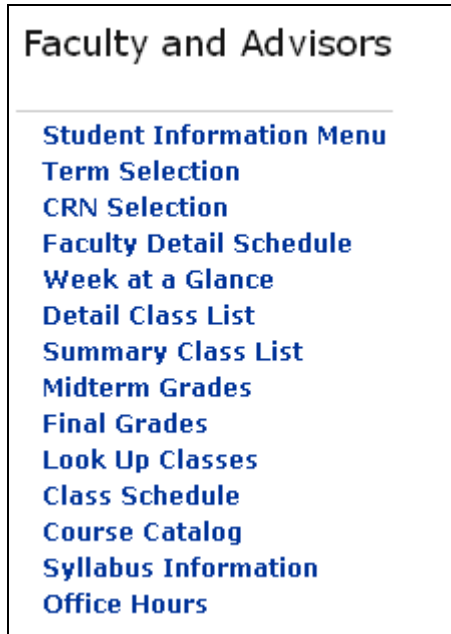 Faculty and Advisors
Student Information Menu
Term Selection
CRN Selection
Faculty Detail Schedule
Week at a Glance
Detail Class List
Summary Class List
Midterm Grades
Final Grades
Look Up Classes
Class Schedule
Course Catalog
Syllabus Information
Office Hours